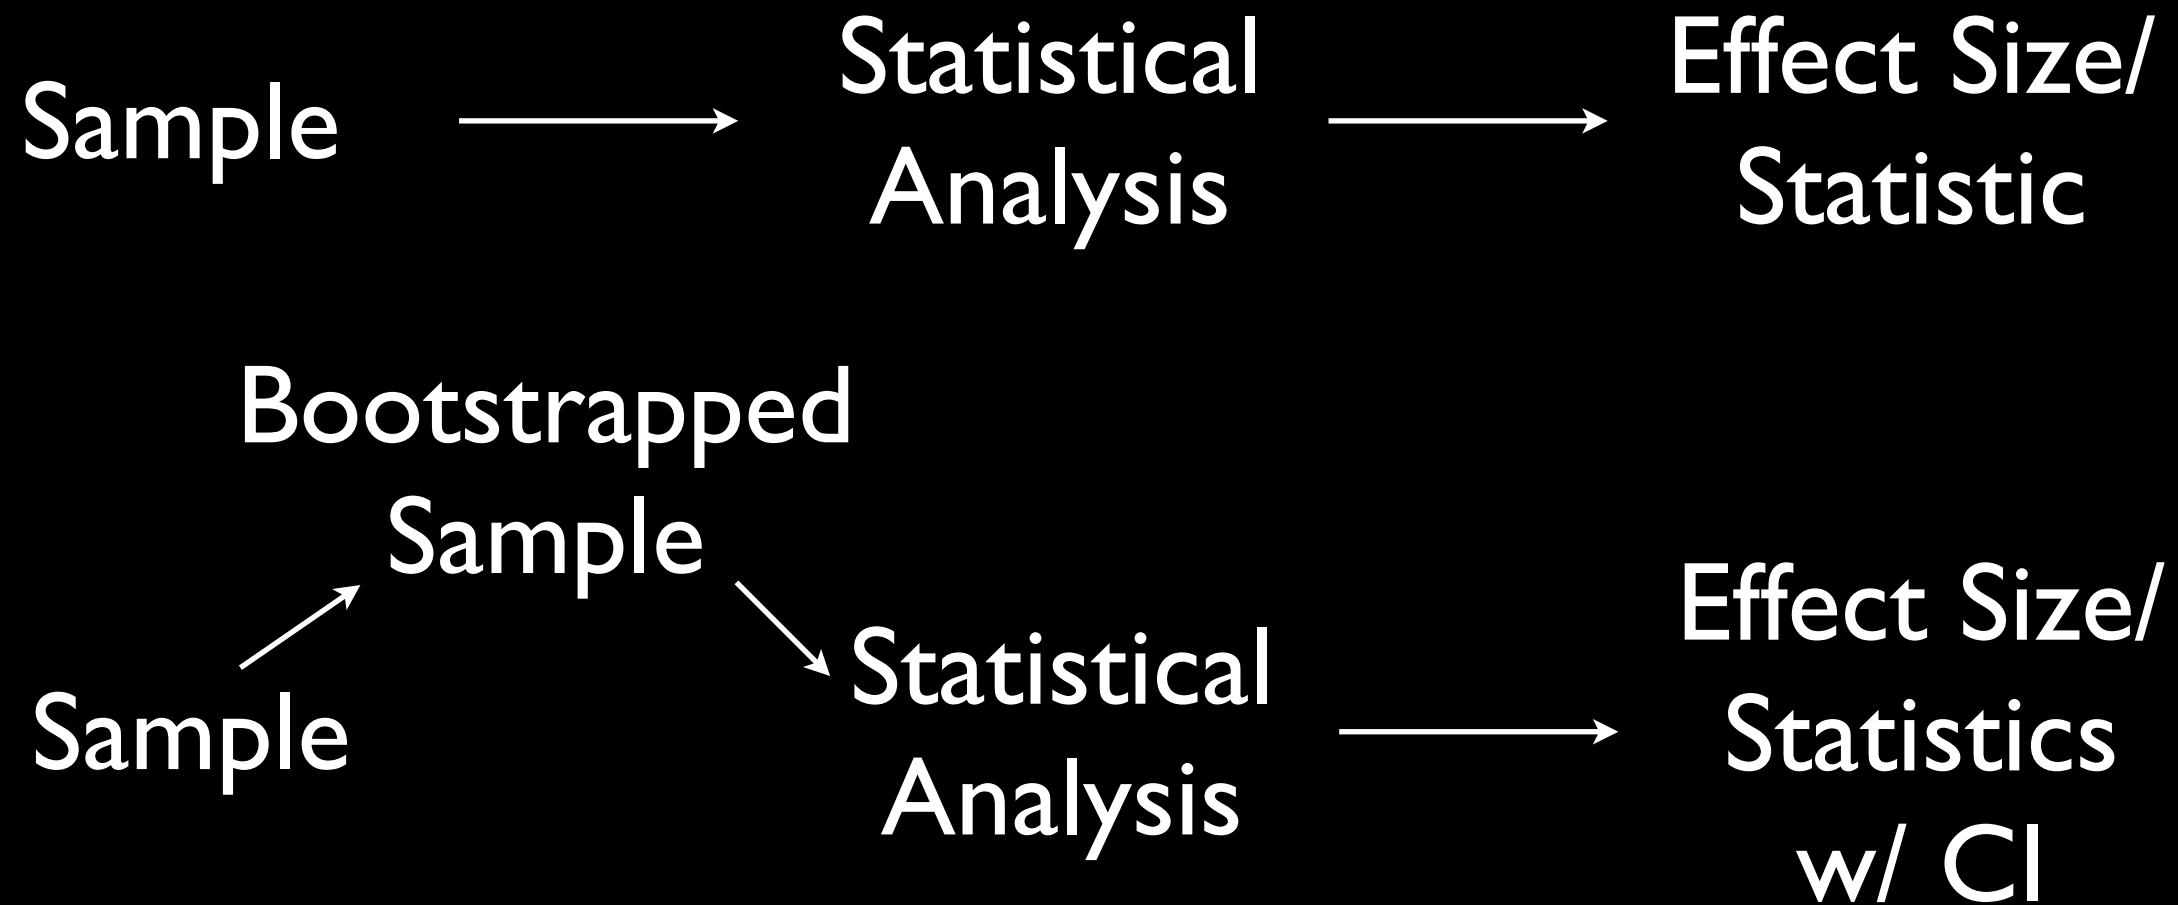 Sample
Statistical
Analysis
Effect Size/
Statistic
Bootstrapped
Sample
Sample
Statistical
Analysis
Effect Size/
Statistics
w/ CI